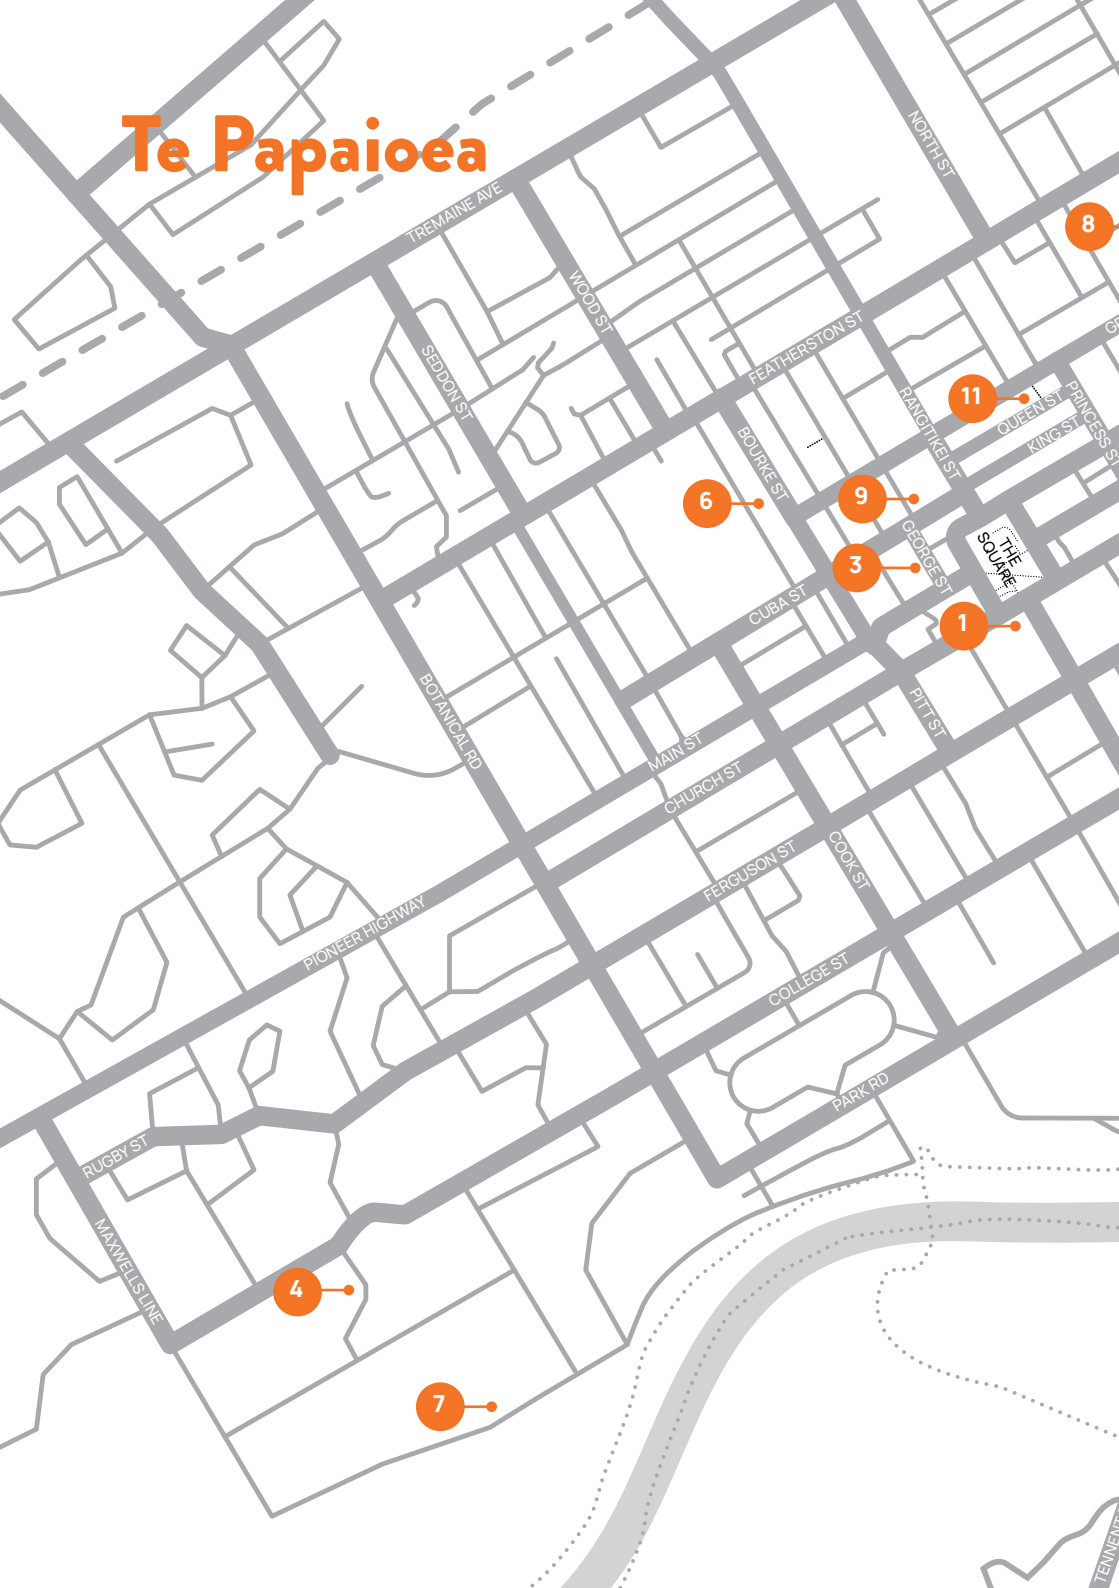 Te Papaioea
NORTH ST
TREMAINE AVE
8
WOOD ST
FEATHERSTON ST
SEDDON ST
11
RANGITIKEI ST
QUEEN ST
PRINCESS S
KING ST
BOURKE ST
6
9
GEORGE ST
THE
SQUARE
3
CUBA ST
1
BOTANICAL RD
PITT ST
MAIN ST
CHURCH ST
COOK ST
FERGUSON ST
PIONEER HIGHWAY
COLLEGE ST
PARK RD
RUGBY ST
MAXWELLS LINE
4
7
TENNENT